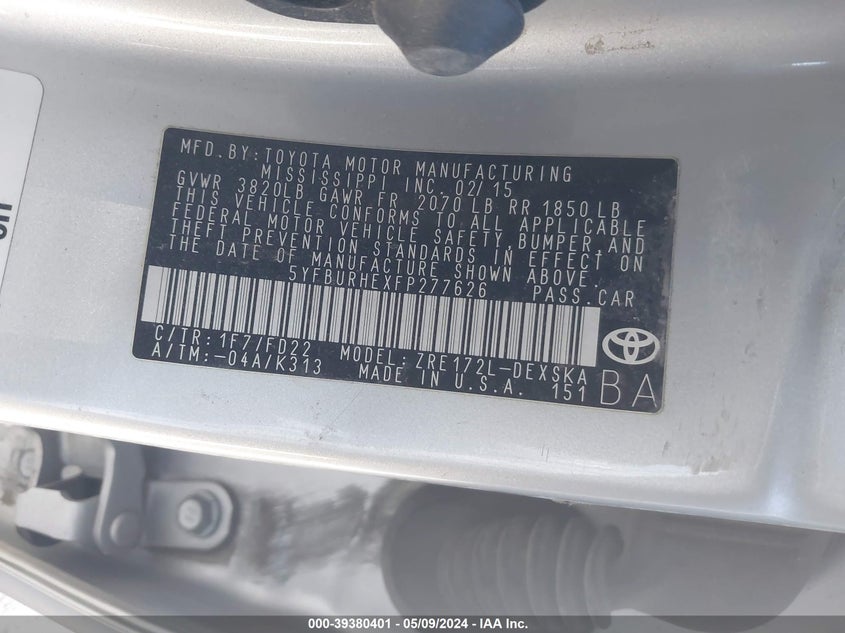 MFD. BY: TOYOTA MOTOR MANUFACTURING
MISSISSIPPI INC. 02/15
GVWR 3820LB GAWR FR 2070 LB RR 1850 LB
THIS VEHICLE CONFORMS TO ALL APPLICABLE
FEDERAL MOTOR VEHICLE SAFETY, BUMPER, AND
THEFT PREVENTION STANDARDS IN EFFECT ON
THE DATE OF MANUFACTURE SHOWN ABOVE.
5YFBURHEXFP277626 PASS. CAR
C/TR: 1F7/FD22 MODEL: ZRE172L-DEXSKA
A/TM: -04A/K313 MADE IN U.S.A. 151
BA
000-39380401 - 05/09/2024 - IAA Inc.